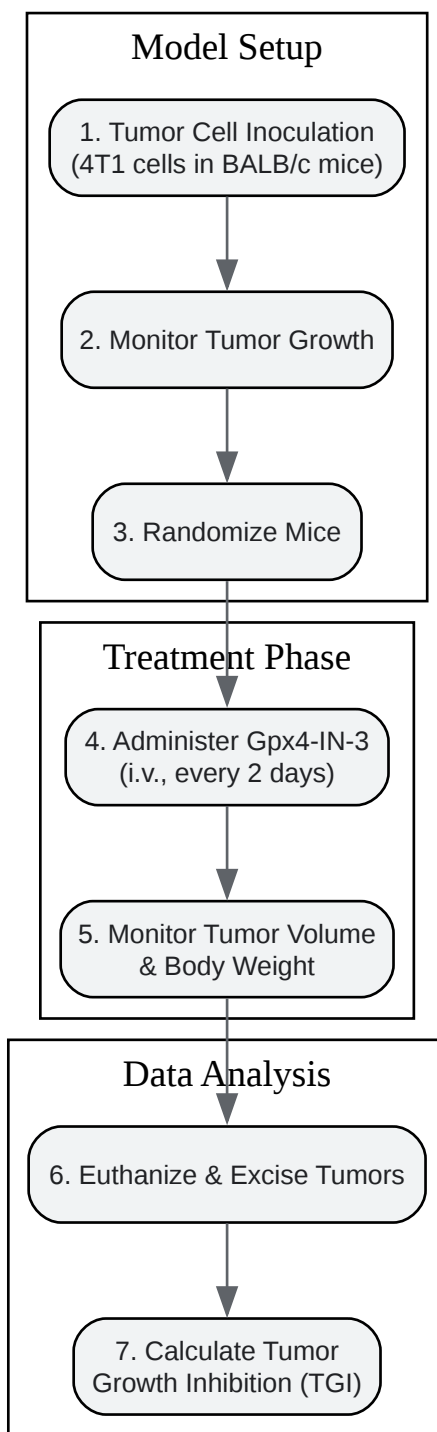 Model Setup
1. Tumor Cell Inoculation
(4T1 cells in BALB/c mice)
2. Monitor Tumor Growth
3. Randomize Mice
Treatment Phase
4. Administer Gpx4-IN-3
(i.v., every 2 days)
5. Monitor Tumor Volume
& Body Weight
Data Analysis
6. Euthanize & Excise Tumors
7. Calculate Tumor
Growth Inhibition (TGI)